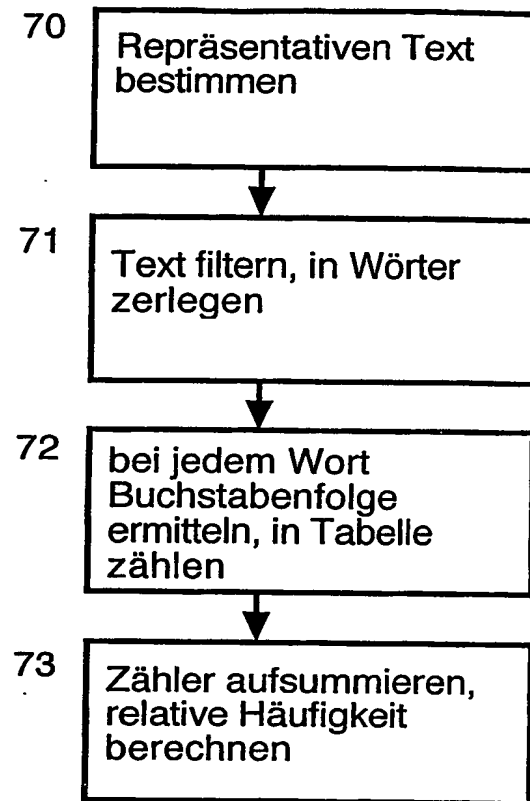 70
Repräsentativen Text
bestimmen
71
Text filtern, in Wörter
zerlegen
72
bei jedem Wort
Buchstabenfolge
ermitteln, in Tabelle
zählen
73
Zähler aufsummieren,
relative Häufigkeit
berechnen